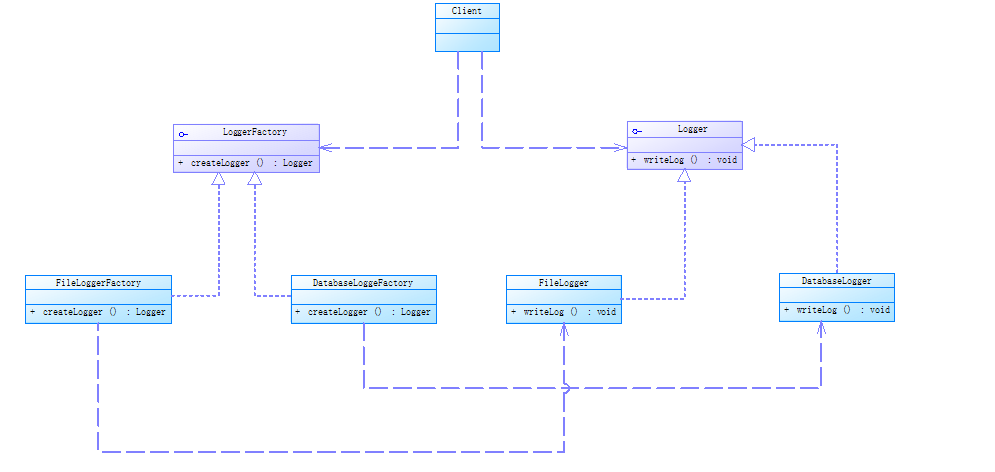 Client
LoggerFactory
+ createLogger () : Logger
Logger
+ writeLog () : void
FileLoggerFactory
+ createLogger () : Logger
DatabaseLoggeFactory
+ createLogger () : Logger
FileLogger
+ writeLog () : void
DatabaseLogger
+ writeLog () : void